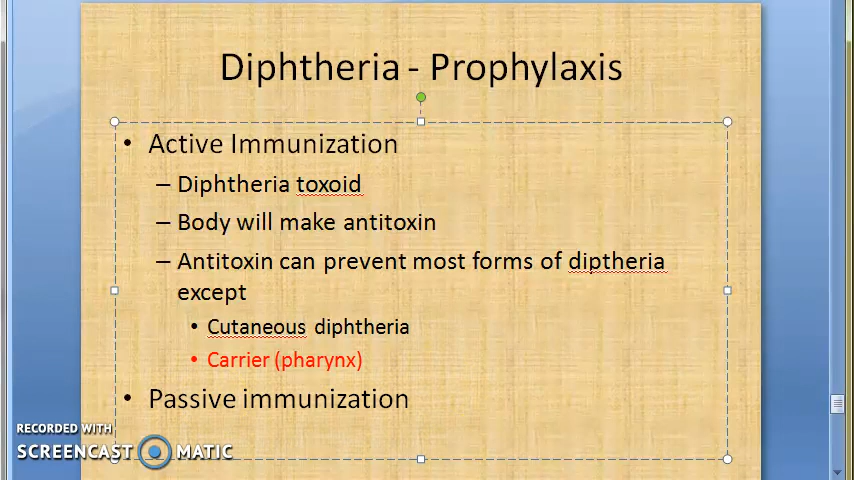 Diphtheria - Prophylaxis
• Active Immunization
– Diphtheria toxoid
– Body will make antitoxin
– Antitoxin can prevent most forms of diptheria
except
• Cutaneous diphtheria
• Carrier (pharynx)
• Passive immunization
RECORDED WITH
SCREENCAST MATIC